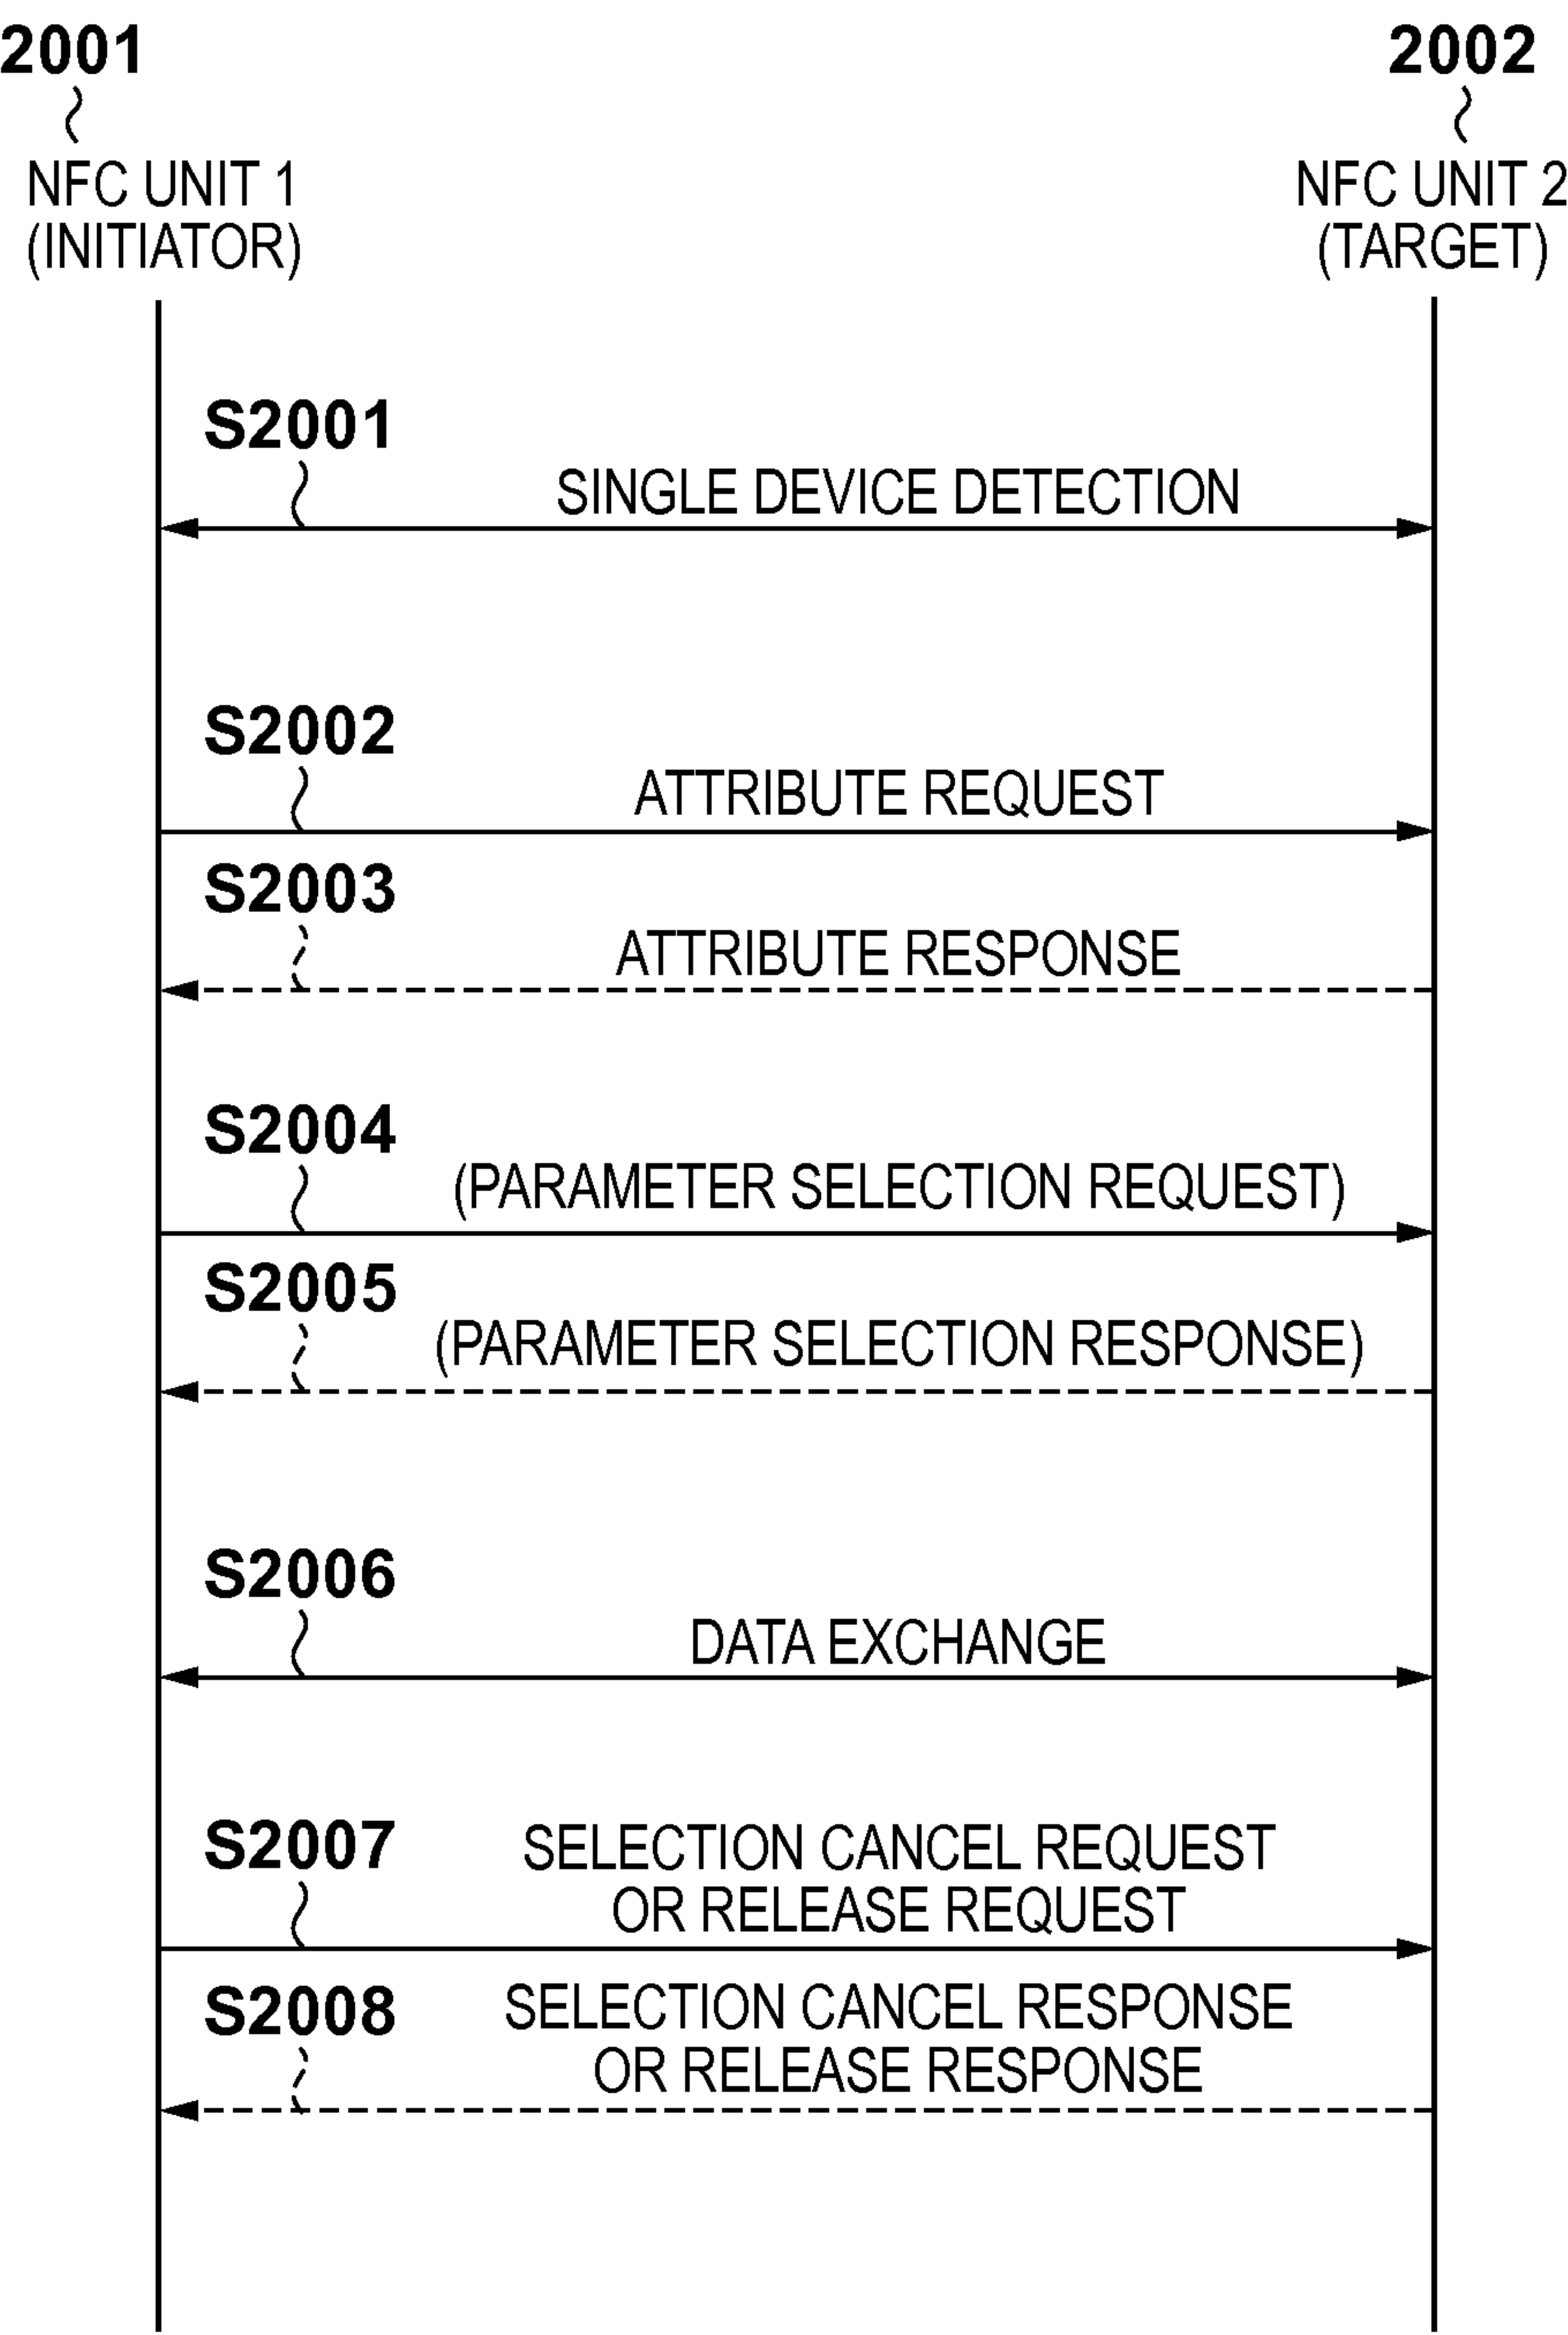 2001
2002
NFC UNIT 1
(INITIATOR)
NFC UNIT 2
(TARGET)
S2001
SINGLE DEVICE DETECTION
S2002
ATTRIBUTE REQUEST
S2003
ATTRIBUTE RESPONSE
S2004
(PARAMETER SELECTION REQUEST)
S2005
(PARAMETER SELECTION RESPONSE)
S2006
DATA EXCHANGE
S2007
SELECTION CANCEL REQUEST
OR RELEASE REQUEST
S2008
SELECTION CANCEL RESPONSE
OR RELEASE RESPONSE